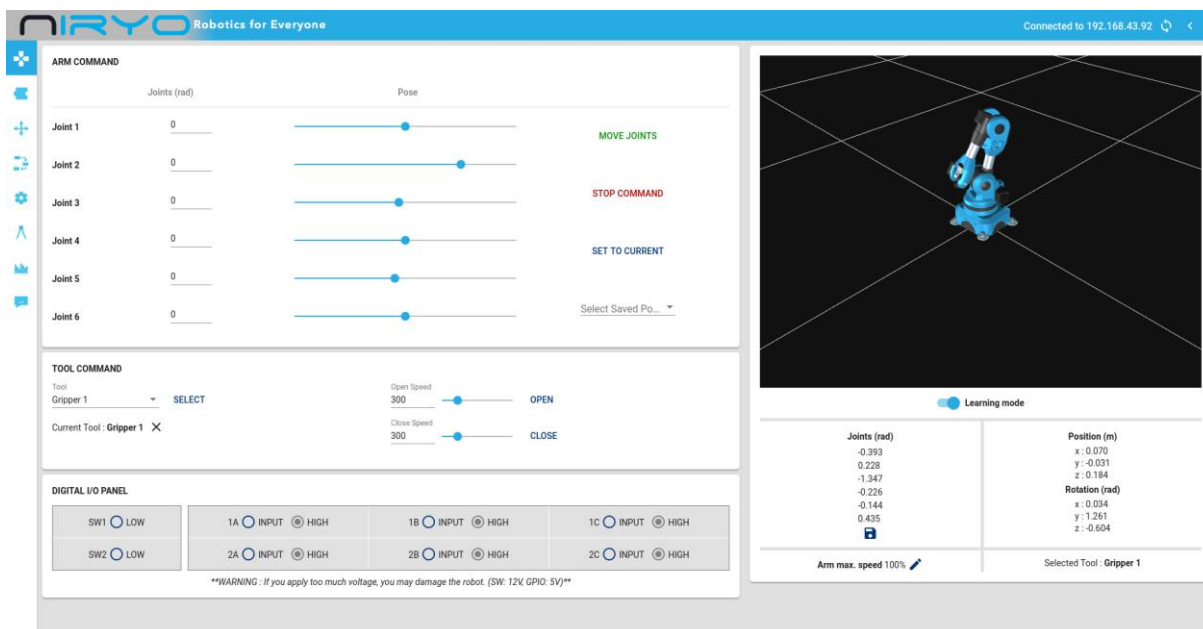 NIRYO Robotics for Everyone
Connected to 192.168.43.92
ARM COMMAND
Joints (rad) Pose
Joint 1 0
MOVE JOINTS
Joint 2 0
STOP COMMAND
Joint 3 0
Joint 4 0
SET TO CURRENT
Joint 5 0
Joint 6 0
Select Saved Po...
TOOL COMMAND
Tool
Gripper 1 SELECT
Current Tool : Gripper 1
Open Speed
300 OPEN
Close Speed
300 CLOSE
DIGITAL I/O PANEL
SW1 LOW 1A INPUT HIGH 1B INPUT HIGH 1C INPUT HIGH
SW2 LOW 2A INPUT HIGH 2B INPUT HIGH 2C INPUT HIGH
**WARNING : If you apply too much voltage, you may damage the robot. (SW: 12V, GPIO: 5V)**
Learning mode
Joints (rad)
-0.393
0.228
-1.347
-0.226
-0.144
0.435
Position (m)
x : 0.070
y : -0.031
z : 0.184
Rotation (rad)
x : 0.034
y : 1.261
z : -0.604
Arm max. speed 100%
Selected Tool : Gripper 1